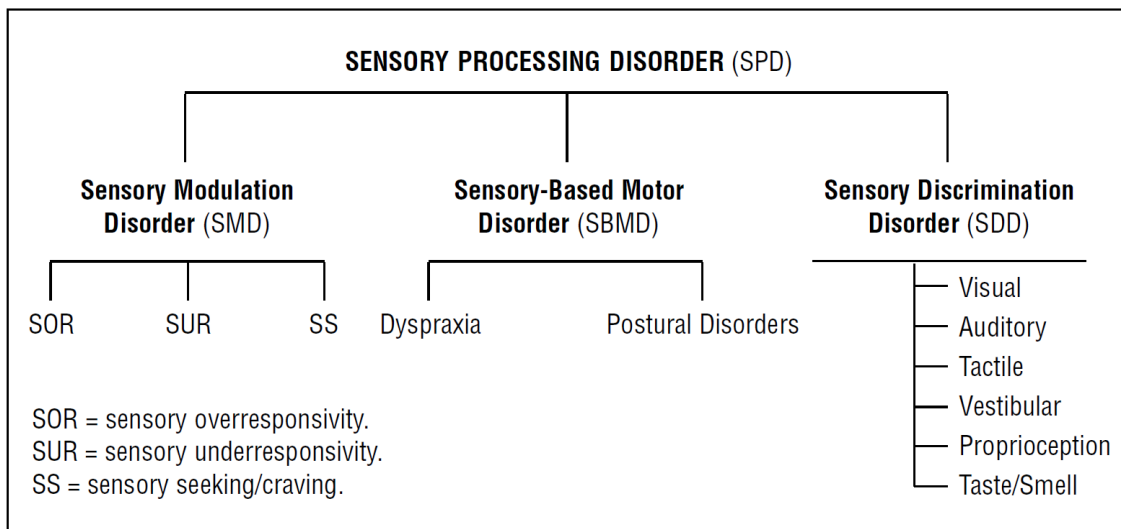 SENSORY PROCESSING DISORDER (SPD)
Sensory Modulation
Disorder (SMD)
Sensory-Based Motor
Disorder (SBMD)
Sensory Discrimination
Disorder (SDD)
SOR
SUR
SS
Dyspraxia
Postural Disorders
Visual
Auditory
Tactile
Vestibular
Proprioception
Taste/Smell
SOR = sensory overresponsivity.
SUR = sensory underresponsivity.
SS = sensory seeking/craving.